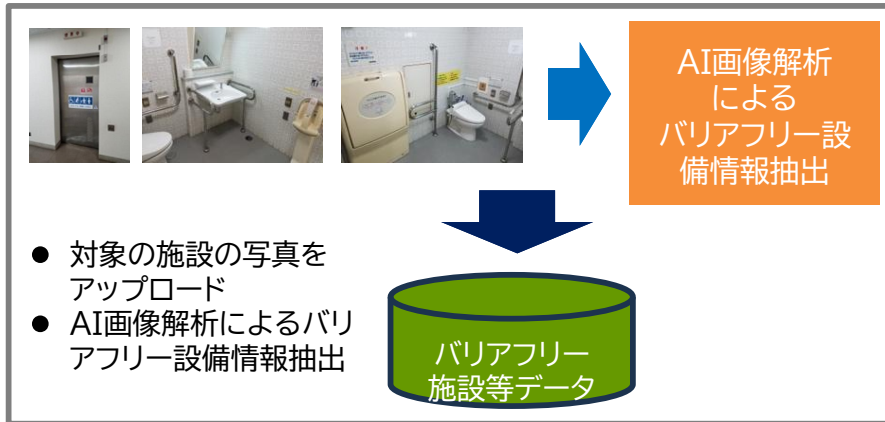 AI画像解析
による
バリアフリー設
備情報抽出
● 対象の施設の写真を
アップロード
● AI画像解析によるバリ
アフリー設備情報抽出
バリアフリー
施設等データ